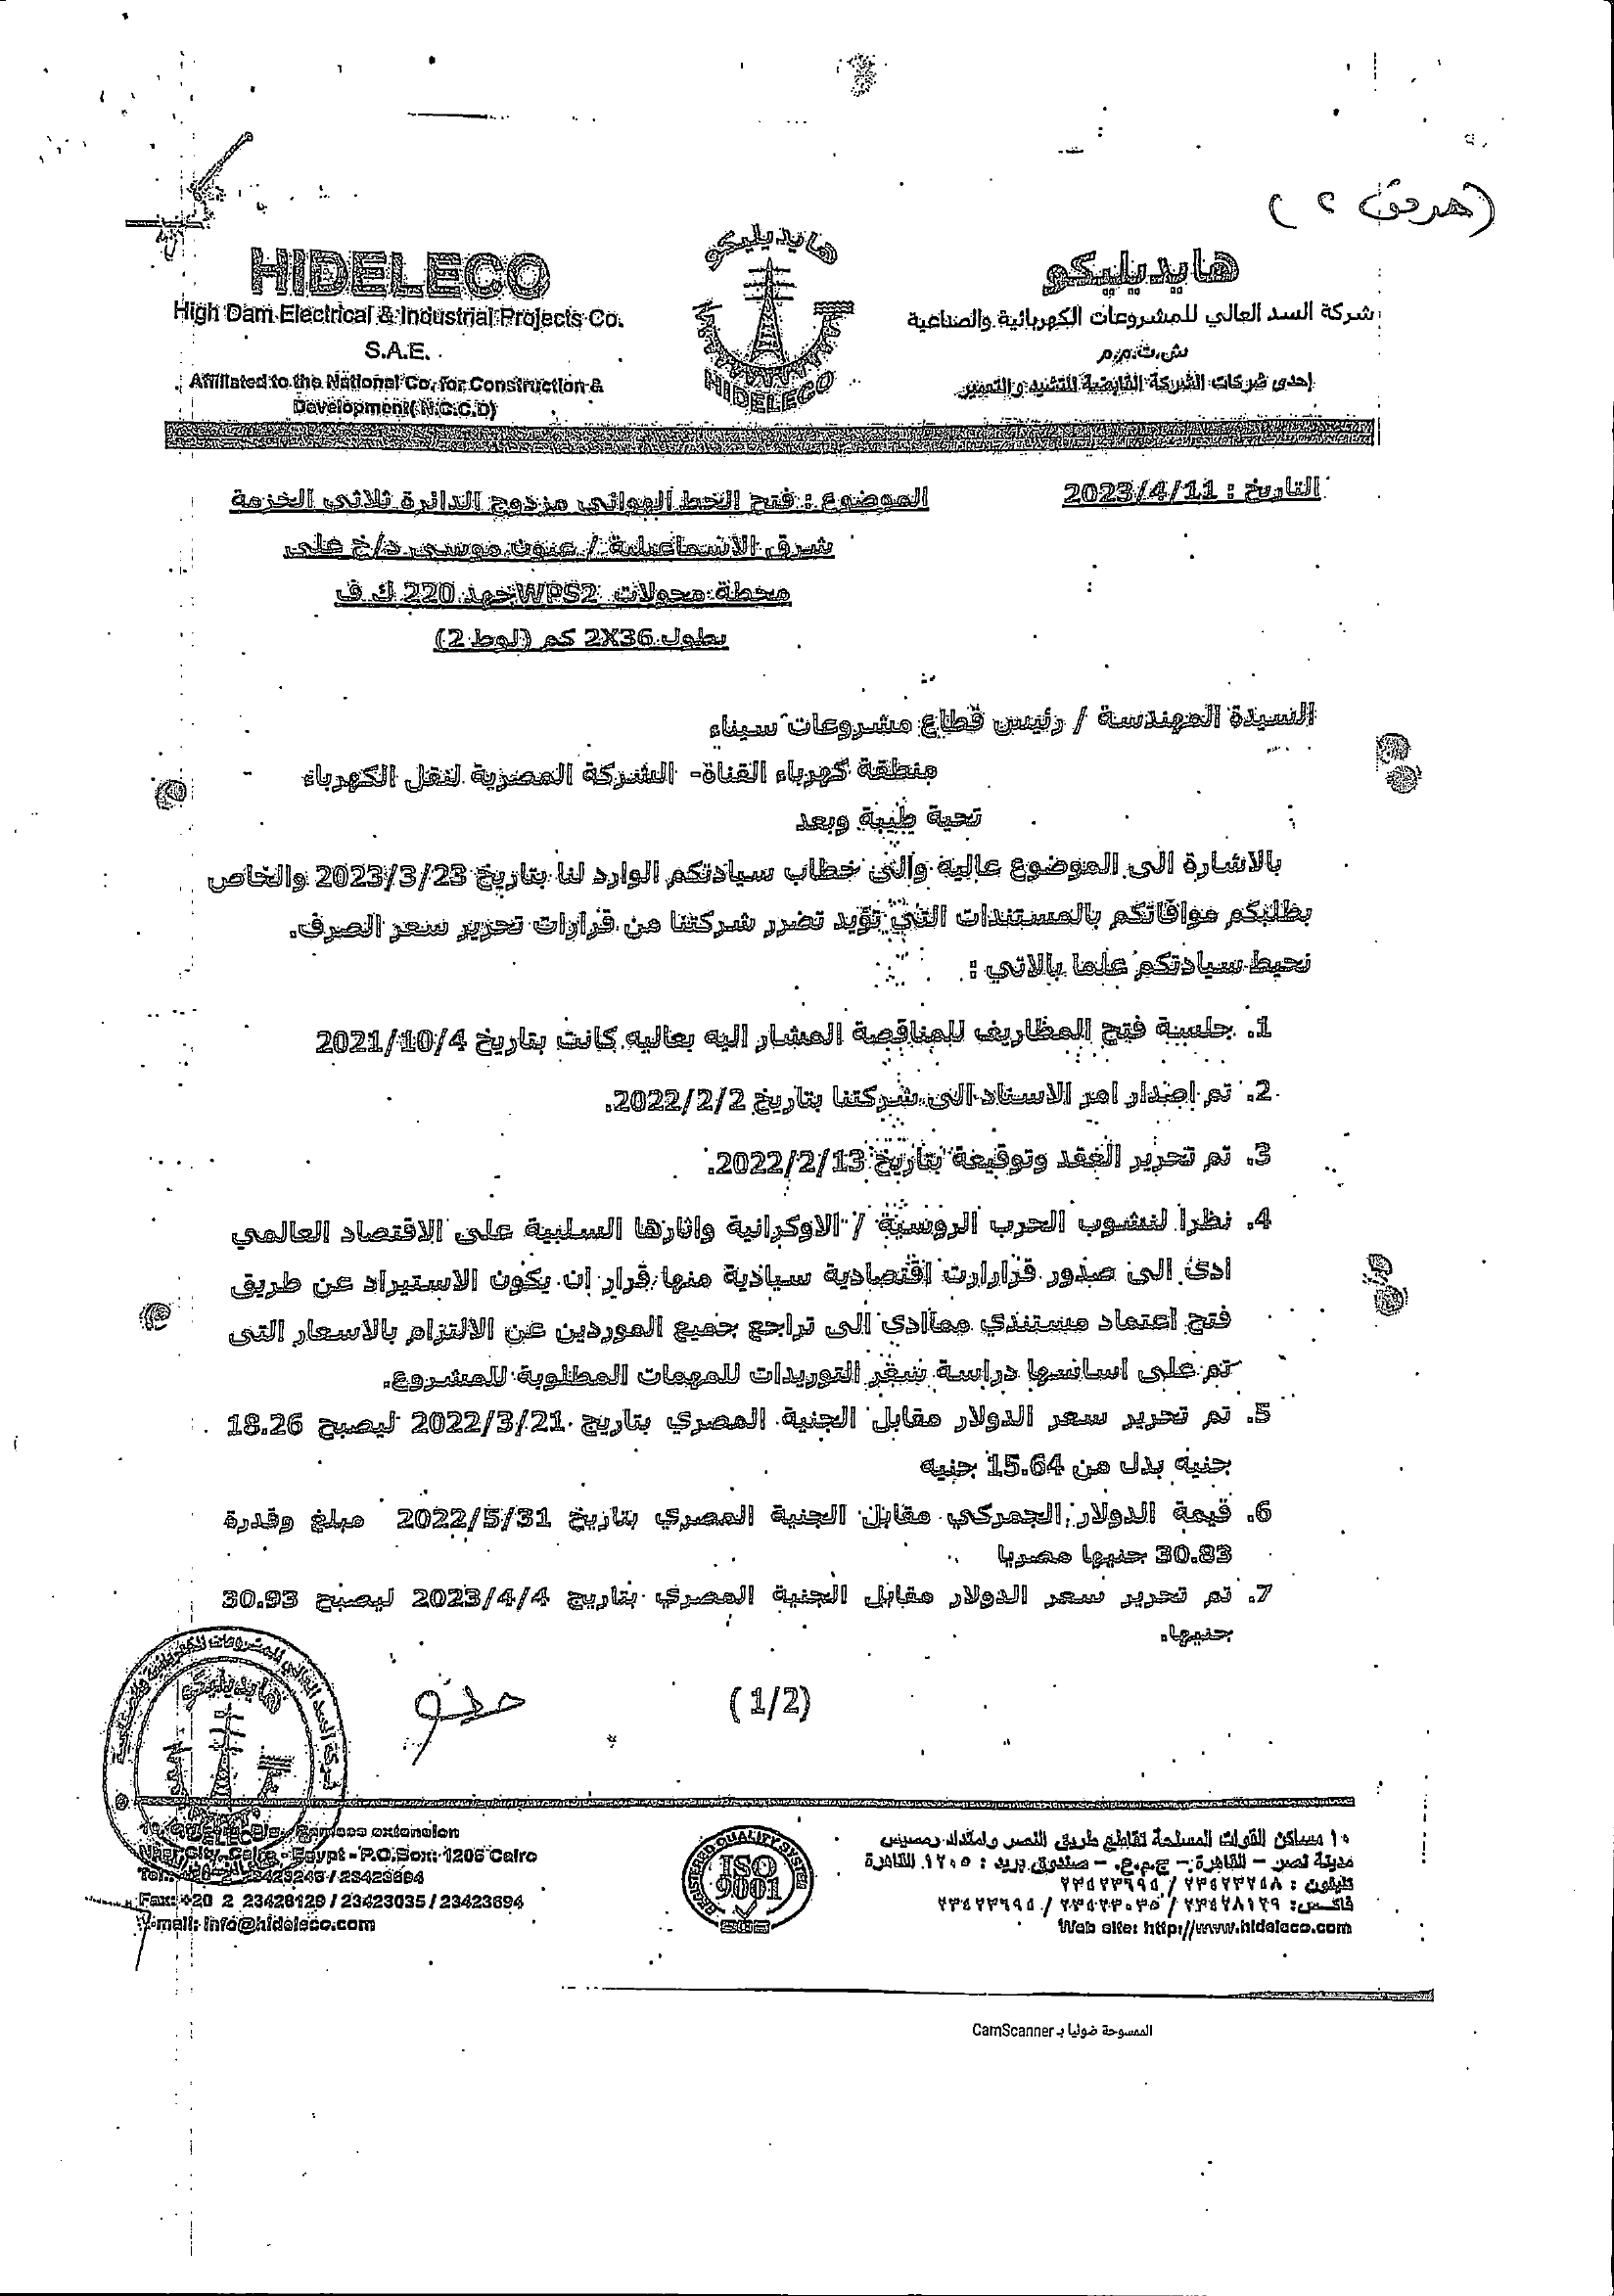 (مرفق ٢)
هايديليكو
HIDELECO
High Dam Electrical & Industrial Projects Co.
S.A.E.
Affiliated to the National Co. for Construction &
Development( N.C.C.D)
هايديليكو
HIDELECO
هايديليكو
شركة السد العالي للمشروعات الكهربائية والصناعية
ش.ت.م.م
إحدى شركات الشركة القابضة للتشيد والتعمير
التاريخ : 2023/4/11
الموضوع : فتح الخط الهوائى مزدوج الدائرة ثلاثى الحزمة
شرق الاسماعيلية / عيون موسى د/خ على
محطة محولات WPS2 جهد 220 ك ف
بطول 2X36 كم (لوط 2)
السيدة المهندسة / رئيس قطاع مشروعات سيناء
منطقة كهرباء القناة- الشركة المصرية لنقل الكهرباء
تحية طيبة وبعد
بالاشارة الى الموضوع عالية والى خطاب سيادتكم الوارد لنا بتاريخ 2023/3/23 والخاص
بطلبكم موافاتكم بالمستندات التي تؤيد تضرر شركتنا من قرارات تحرير سعر الصرف.
نحيط سيادتكم علما بالاتي :
1. جلسية فتح المظاريف للمناقصة المشار اليه بعاليه كانت بتاريخ 2021/10/4
2. تم إصدار امر الاسناد الى شركتنا بتاريخ 2022/2/2.
3. تم تحرير العقد وتوقيعة بتاريخ 2022/2/13.
4. نظرا لنشوب الحرب الروسية / الاوكرانية واثارها السلبية على الاقتصاد العالمي
ادى الى صدور قرارارت اقتصادية سيادية منها قرار ان يكون الاستيراد عن طريق
فتح اعتماد مستندي مماادى الى تراجع جميع الموردين عن الالتزام بالاسعار التى
تم على اساسها دراسة سعر التوريدات للمهمات المطلوبة للمشروع.
5. تم تحرير سعر الدولار مقابل الجنية المصري بتاريخ 2022/3/21 ليصبح 18.26
جنيه بدل من 15.64 جنيه
6. قيمة الدولار الجمركي مقابل الجنية المصري بتاريخ 2022/5/31 مبلغ وقدرة
30.83 جنيها مصريا
7. تم تحرير سعر الدولار مقابل الجنية المصري بتاريخ 2023/4/4 ليصبح 30.93
جنيها.
(1/2)
هايديليكو
Ramses extension
Nasr City, Cairo - Egypt - P.O.Box: 1205 Cairo
Fax: +20 2 23428129 / 23423035 / 23423694
E-mail: info@hideleco.com
REGISTERED QUALITY SYSTEM
ISO
9001
SGS
١٠ مساكن القوات المسلحة تقاطع طريق النصر وامتداد رمسيس
مدينة نصر – القاهرة – ج.م.ع. – صندوق بريد : ١٢٠٥ القاهرة
تليفون : ٢٣٤٢٣٢٤٨ / ٢٣٤٢٣٦٩٤
فاكس: ٢٣٤٢٨١٢٩ / ٢٣٤٢٣٠٣٥ / ٢٣٤٢٣٦٩٤
Web site: http://www.hideleco.com
الممسوحة ضوئيا بـ CamScanner